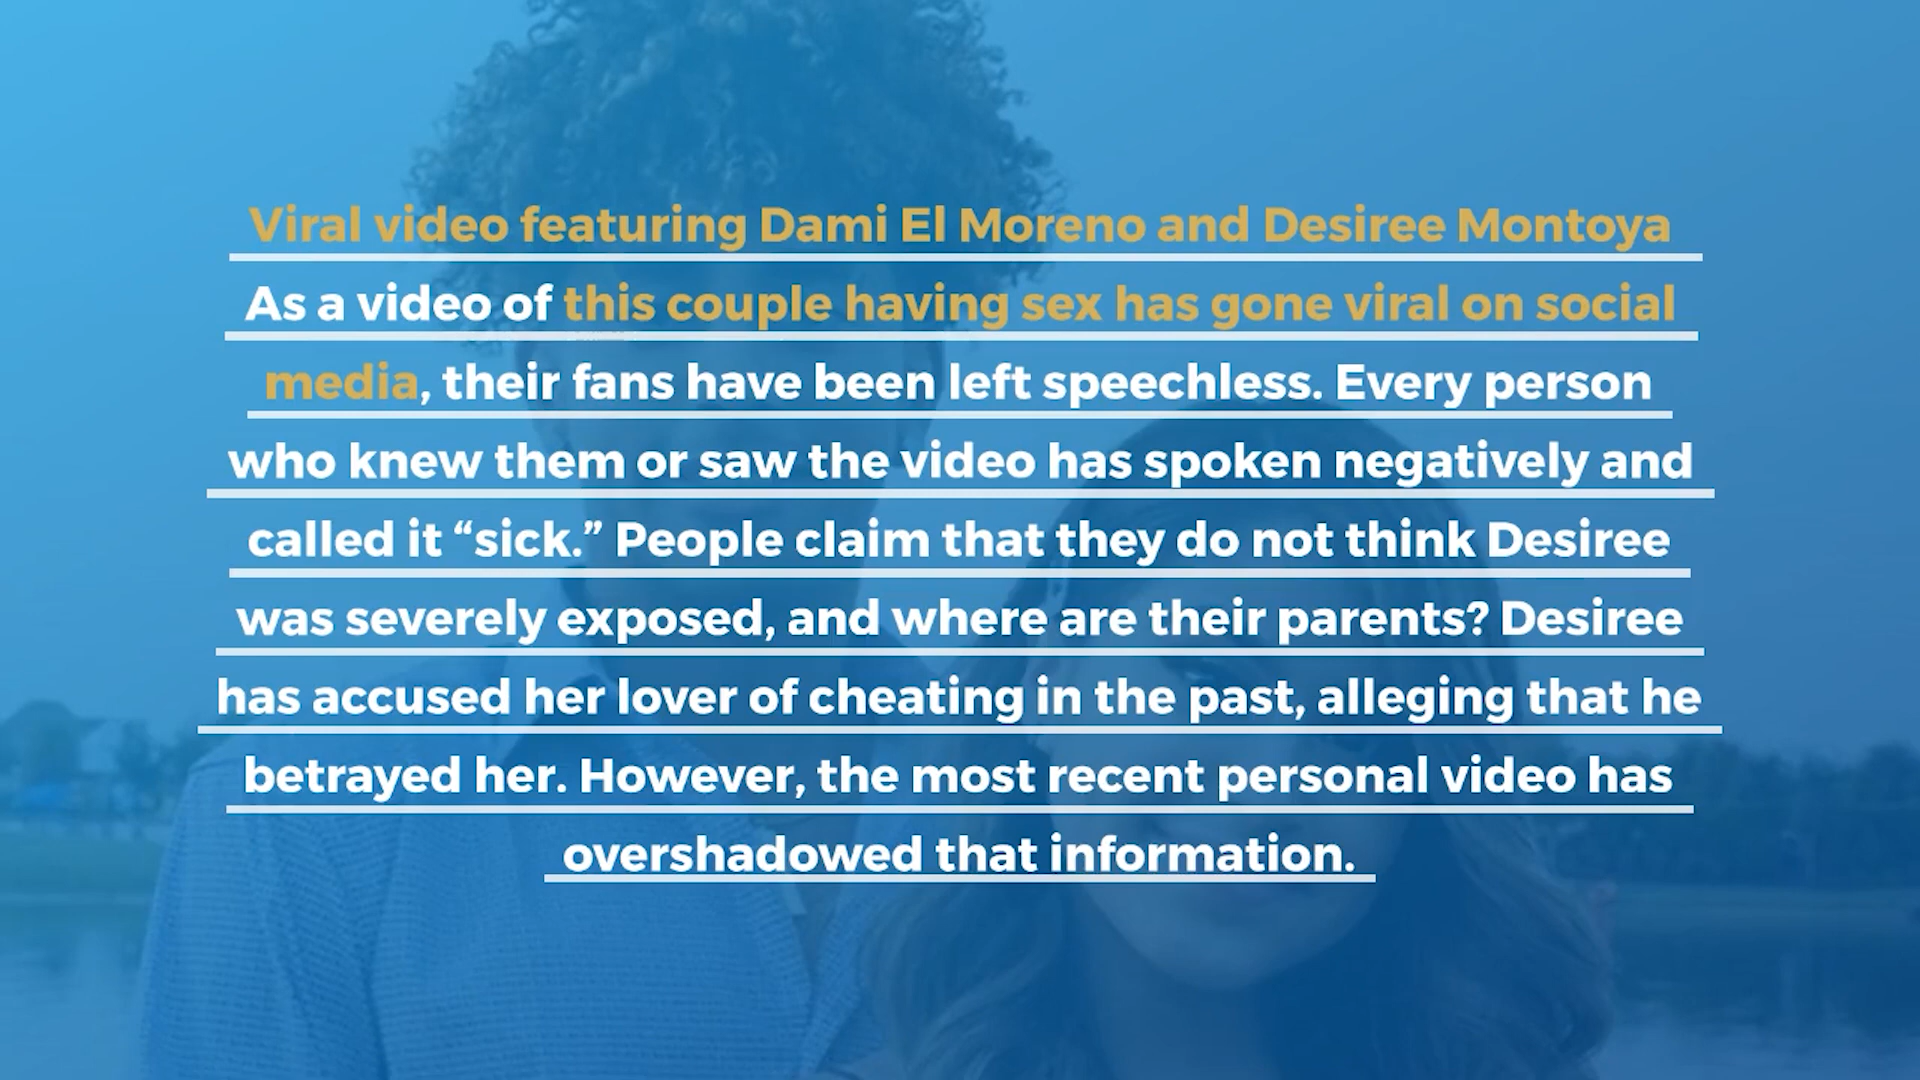 Viral video featuring Dami El Moreno and Desiree Montoya
As a video of this couple having sex has gone viral on social
media, their fans have been left speechless. Every person
who knew them or saw the video has spoken negatively and
called it “sick.” People claim that they do not think Desiree
was severely exposed, and where are their parents? Desiree
has accused her lover of cheating in the past, alleging that he
betrayed her. However, the most recent personal video has
overshadowed that information.